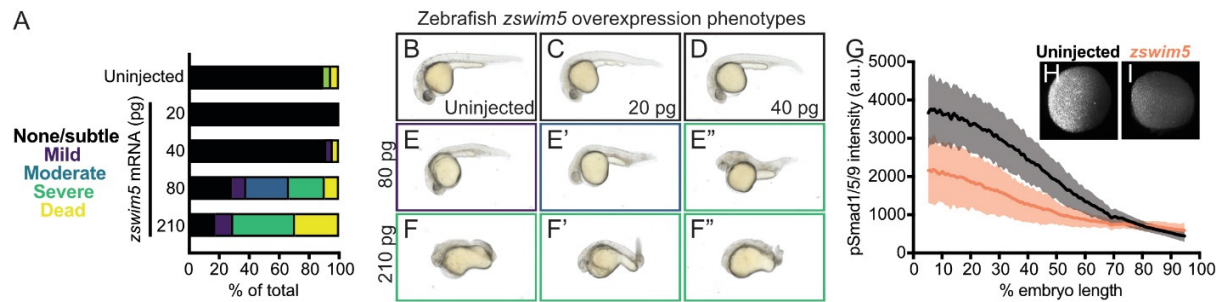 A
Uninjected
20
40
80
210
zswim5 mRNA (pg)
None/subtle
Mild
Moderate
Severe
Dead
0 20 40 60 80 100
% of total
Zebrafish zswim5 overexpression phenotypes
B
Uninjected
C
20 pg
D
40 pg
80 pg
E
E'
E"
210 pg
F
F'
F"
G
Uninjected
zswim5
H
I
pSmad1/5/9 intensity (a.u.)
5000
4000
3000
2000
1000
0
0 10 20 30 40 50 60 70 80 90 100
% embryo length